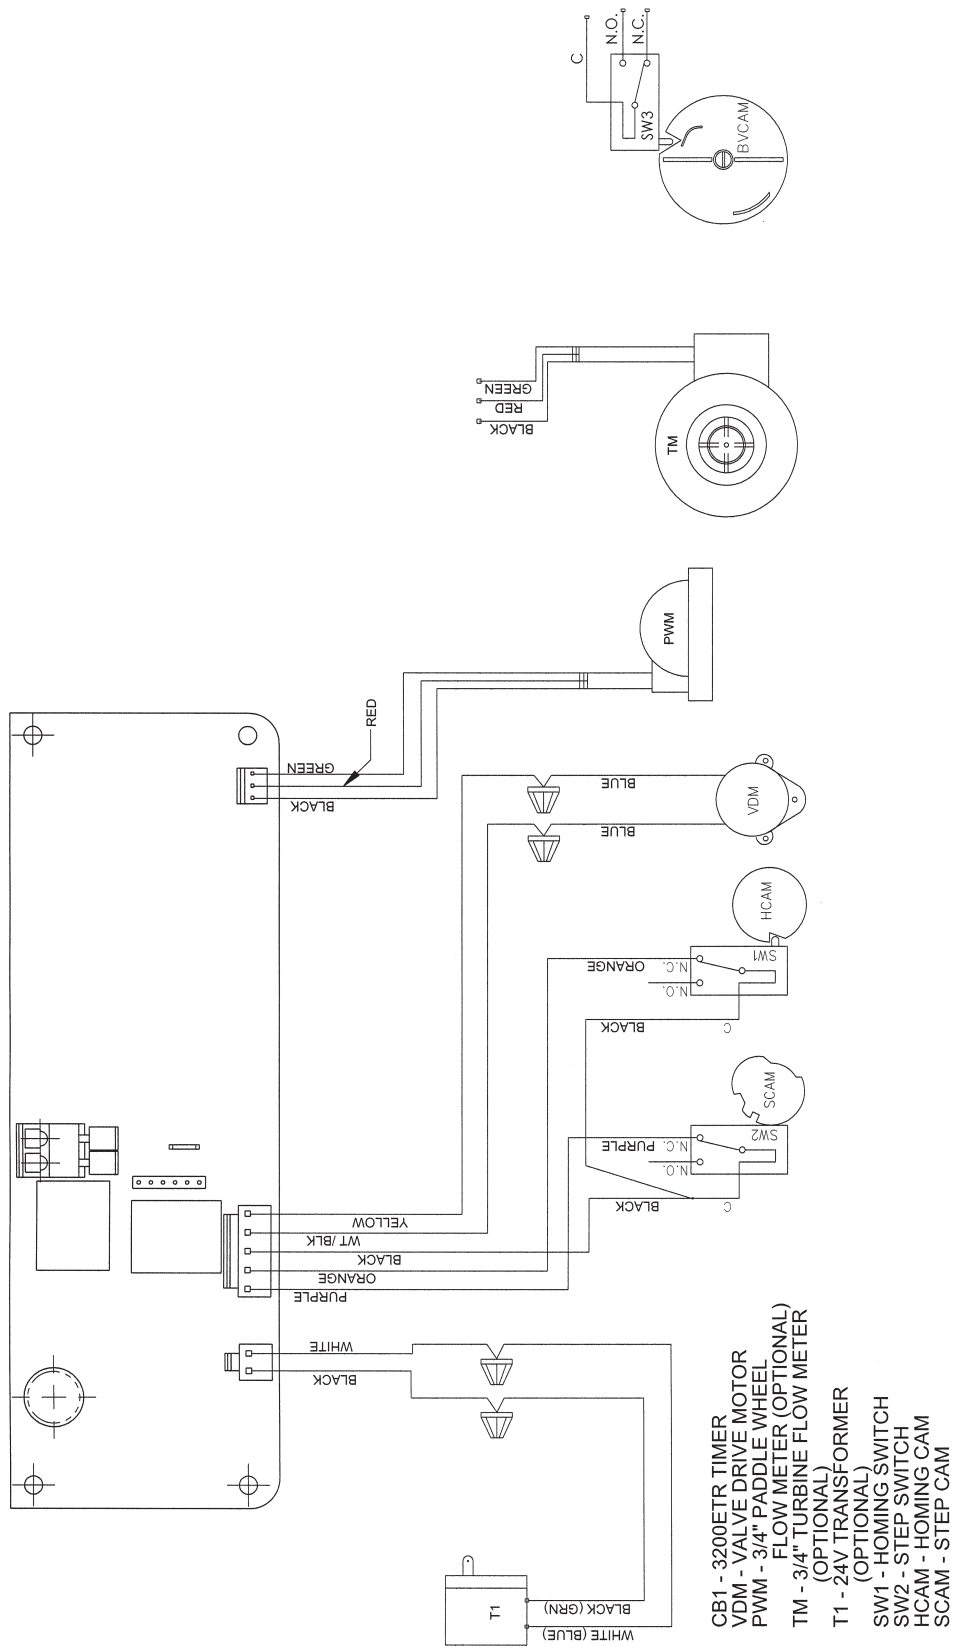 C
N.O.
N.C.
SW3
BVCAM
GREEN
RED
BLACK
TM
PWM
RED
GREEN
BLACK
BLUE
BLUE
VDM
HCAM
SW1
N.C.
N.O.
ORANGE
BLACK
C
SCAM
SW2
N.C.
N.O.
PURPLE
BLACK
C
YELLOW
WT/BLK
BLACK
ORANGE
PURPLE
WHITE
BLACK
T1
BLACK (GRN)
WHITE (BLUE)
CB1 - 3200ETR TIMER
VDM - VALVE DRIVE MOTOR
PWM - 3/4" PADDLE WHEEL
FLOW METER (OPTIONAL)
TM - 3/4" TURBINE FLOW METER
(OPTIONAL)
T1 - 24V TRANSFORMER
(OPTIONAL)
SW1 - HOMING SWITCH
SW2 - STEP SWITCH
HCAM - HOMING CAM
SCAM - STEP CAM